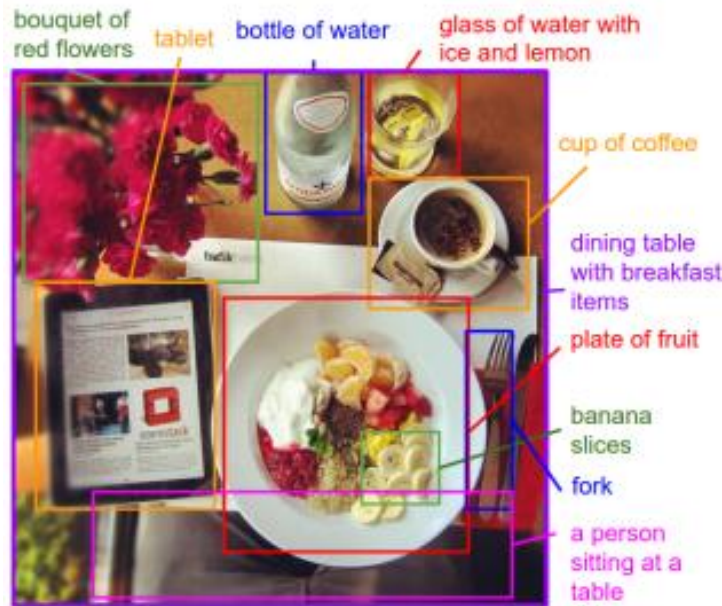 bouquet of
red flowers
tablet
bottle of water
glass of water with
ice and lemon
cup of coffee
dining table
with breakfast
items
plate of fruit
banana
slices
fork
a person
sitting at a
table